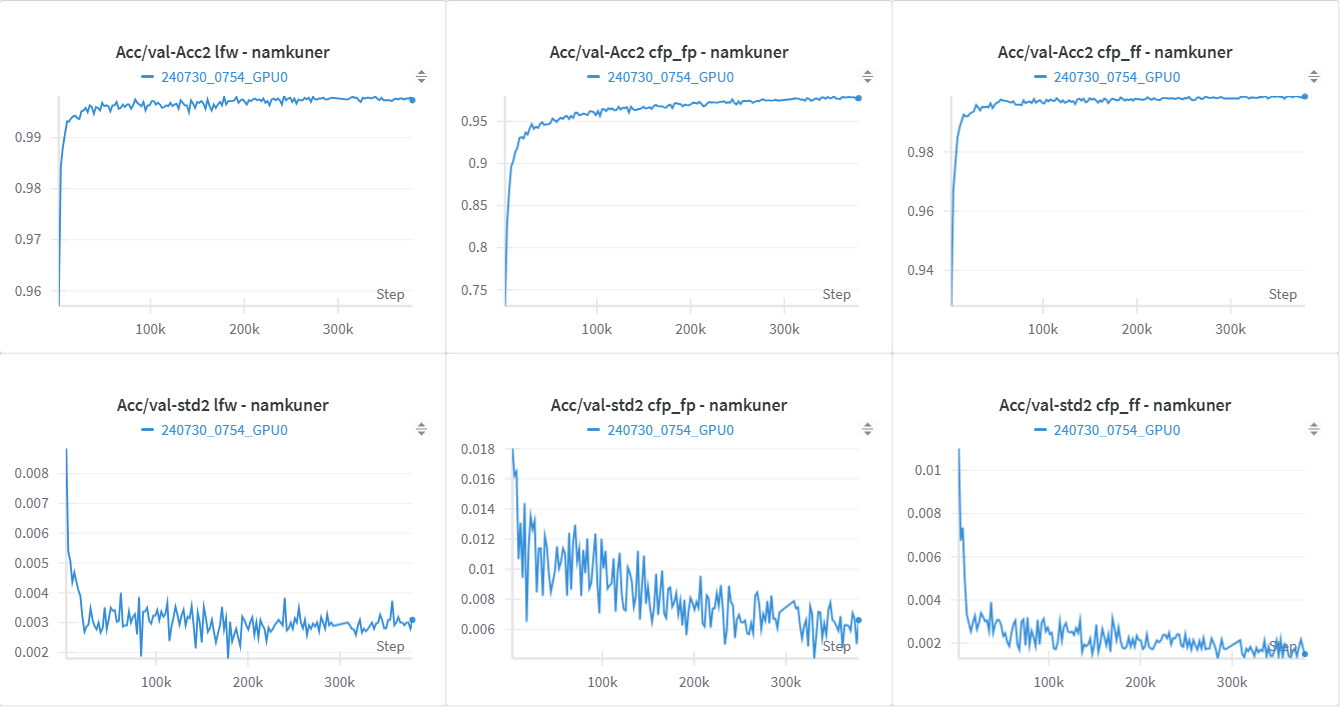 Acc/val-Acc2 lfw - namkuner
240730_0754_GPU0
0.99
0.98
0.97
0.96
Step
100k 200k 300k
Acc/val-Acc2 cfp_fp - namkuner
240730_0754_GPU0
0.95
0.9
0.85
0.8
0.75
Step
100k 200k 300k
Acc/val-Acc2 cfp_ff - namkuner
240730_0754_GPU0
0.98
0.96
0.94
Step
100k 200k 300k
Acc/val-std2 lfw - namkuner
240730_0754_GPU0
0.008
0.007
0.006
0.005
0.004
0.003
0.002
Step
100k 200k 300k
Acc/val-std2 cfp_fp - namkuner
240730_0754_GPU0
0.018
0.016
0.014
0.012
0.01
0.008
0.006
Step
100k 200k 300k
Acc/val-std2 cfp_ff - namkuner
240730_0754_GPU0
0.01
0.008
0.006
0.004
0.002
Step
100k 200k 300k